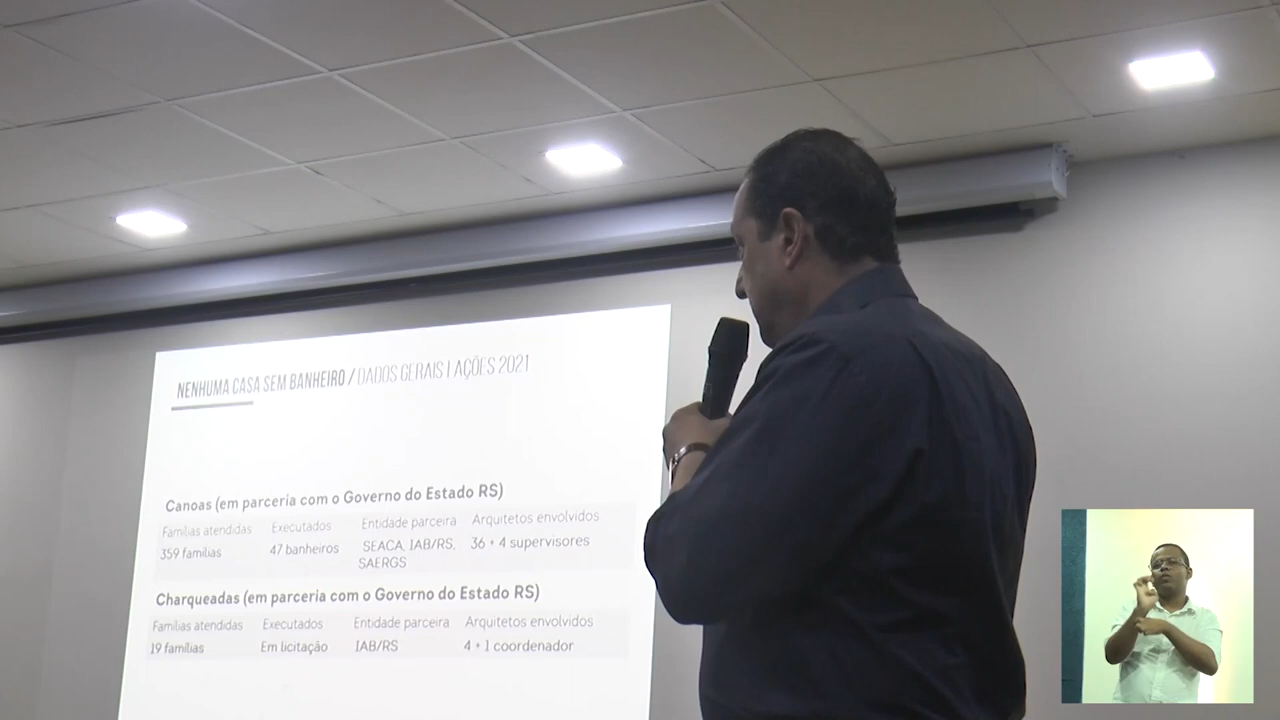 NENHUMA CASA SEM BANHEIRO / DADOS GERAIS | AÇÕES 2021
Canoas (em parceria com o Governo do Estado RS)
Famílias atendidas Executados Entidade parceira Arquitetos envolvidos
359 famílias 47 banheiros SEACA, IAB/RS, 36 + 4 supervisores
SAERGS
Charqueadas (em parceria com o Governo do Estado RS)
Famílias atendidas Executados Entidade parceira Arquitetos envolvidos
19 famílias Em licitação IAB/RS 4 + 1 coordenador